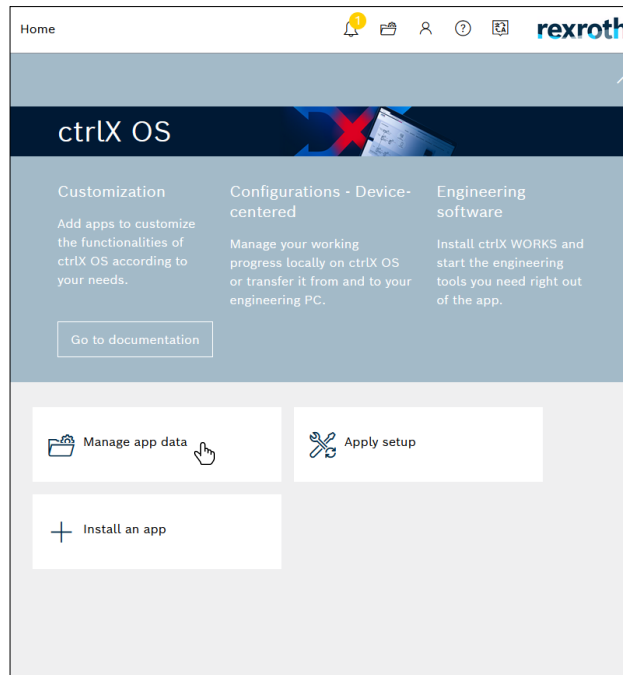 Home
1
rexroth
ctrlX OS
Customization
Add apps to customize
the functionalities of
ctrlX OS according to
your needs.
Go to documentation
Configurations - Device-
centered
Manage your working
progress locally on ctrlX OS
or transfer it from and to your
engineering PC.
Engineering
software
Install ctrlX WORKS and
start the engineering
tools you need right out
of the app.
Manage app data
Apply setup
Install an app